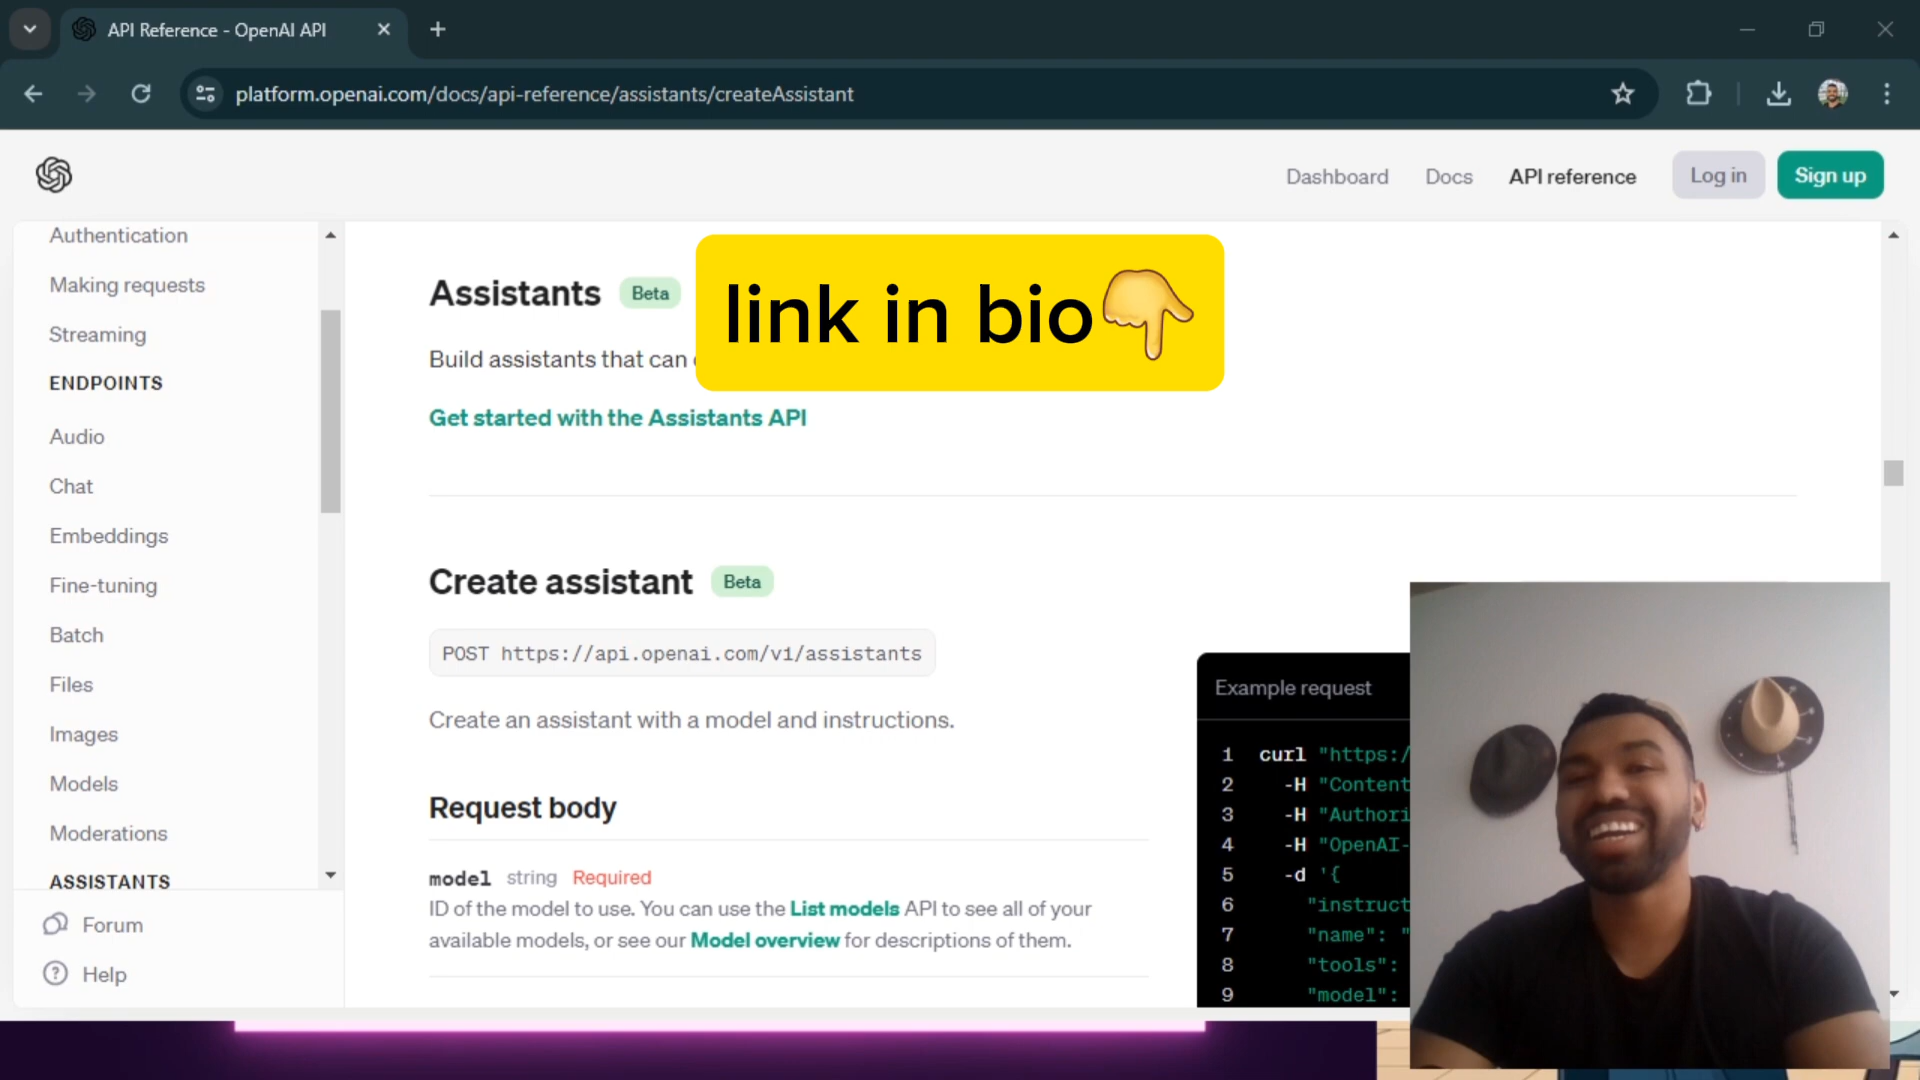 API Reference - OpenAI API
platform.openai.com/docs/api-reference/assistants/createAssistant
Dashboard
Docs
API reference
Log in
Sign up
Authentication
Making requests
Streaming
ENDPOINTS
Audio
Chat
Embeddings
Fine-tuning
Batch
Files
Images
Models
Moderations
ASSISTANTS
Forum
Help
Assistants Beta
link in bio👇
Build assistants that can
Get started with the Assistants API
Create assistant Beta
POST https://api.openai.com/v1/assistants
Create an assistant with a model and instructions.
Request body
model string Required
ID of the model to use. You can use the List models API to see all of your
available models, or see our Model overview for descriptions of them.
Example request
1 curl "https:/
2 -H "Content
3 -H "Authori
4 -H "OpenAI-
5 -d '{
6 "instruct
7 "name": "
8 "tools":
9 "model":